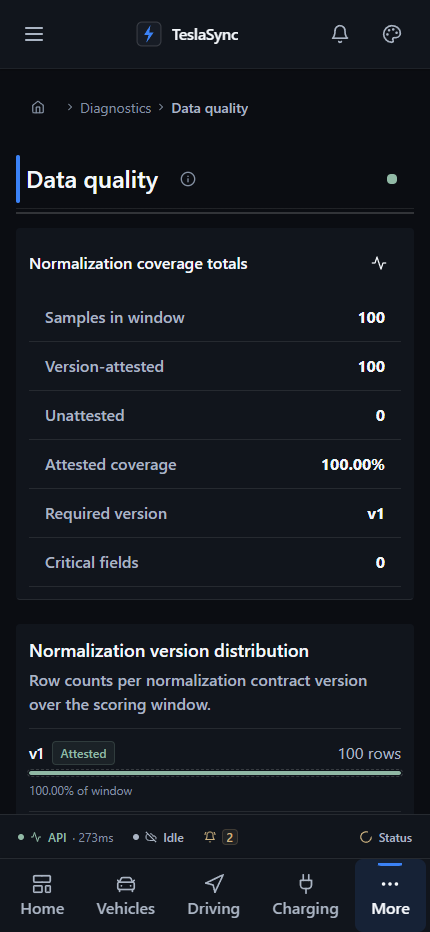 TeslaSync
Diagnostics Data quality
Data quality
Normalization coverage totals
Samples in window 100
Version-attested 100
Unattested 0
Attested coverage 100.00%
Required version v1
Critical fields 0
Normalization version distribution
Row counts per normalization contract version
over the scoring window.
v1 Attested 100 rows
100.00% of window
API · 273ms Idle 2 Status
Home Vehicles Driving Charging More